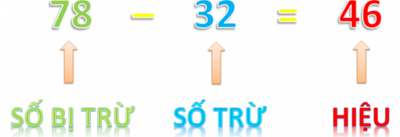 78 - 32 = 46
SỐ BỊ TRỪ SỐ TRỪ HIỆU